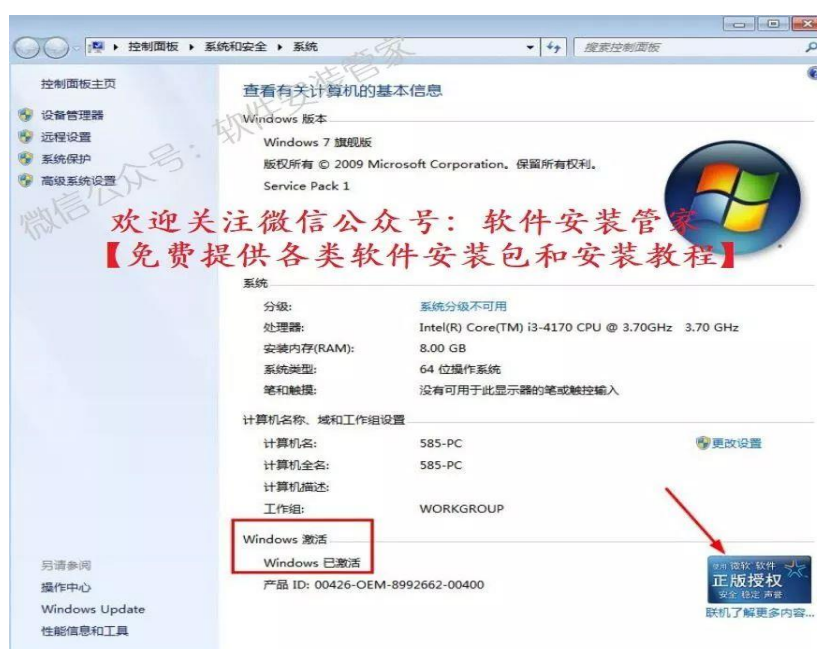 控制面板 ▸ 系统和安全 ▸ 系统
搜索控制面板
控制面板主页
设备管理器
远程设置
系统保护
高级系统设置
查看有关计算机的基本信息
Windows 版本
Windows 7 旗舰版
版权所有 © 2009 Microsoft Corporation。保留所有权利。
Service Pack 1
微信公众号：软件安装管家
欢迎关注微信公众号：软件安装管家
【免费提供各类软件安装包和安装教程】
系统
分级: 系统分级不可用
处理器: Intel(R) Core(TM) i3-4170 CPU @ 3.70GHz 3.70 GHz
安装内存(RAM): 8.00 GB
系统类型: 64 位操作系统
笔和触摸: 没有可用于此显示器的笔或触控输入
计算机名称、域和工作组设置
计算机名: 585-PC 更改设置
计算机全名: 585-PC
计算机描述:
工作组: WORKGROUP
Windows 激活
Windows 已激活
产品 ID: 00426-OEM-8992662-00400
使用 微软 软件
正版授权
安全 稳定 声誉
联机了解更多内容...
另请参阅
操作中心
Windows Update
性能信息和工具